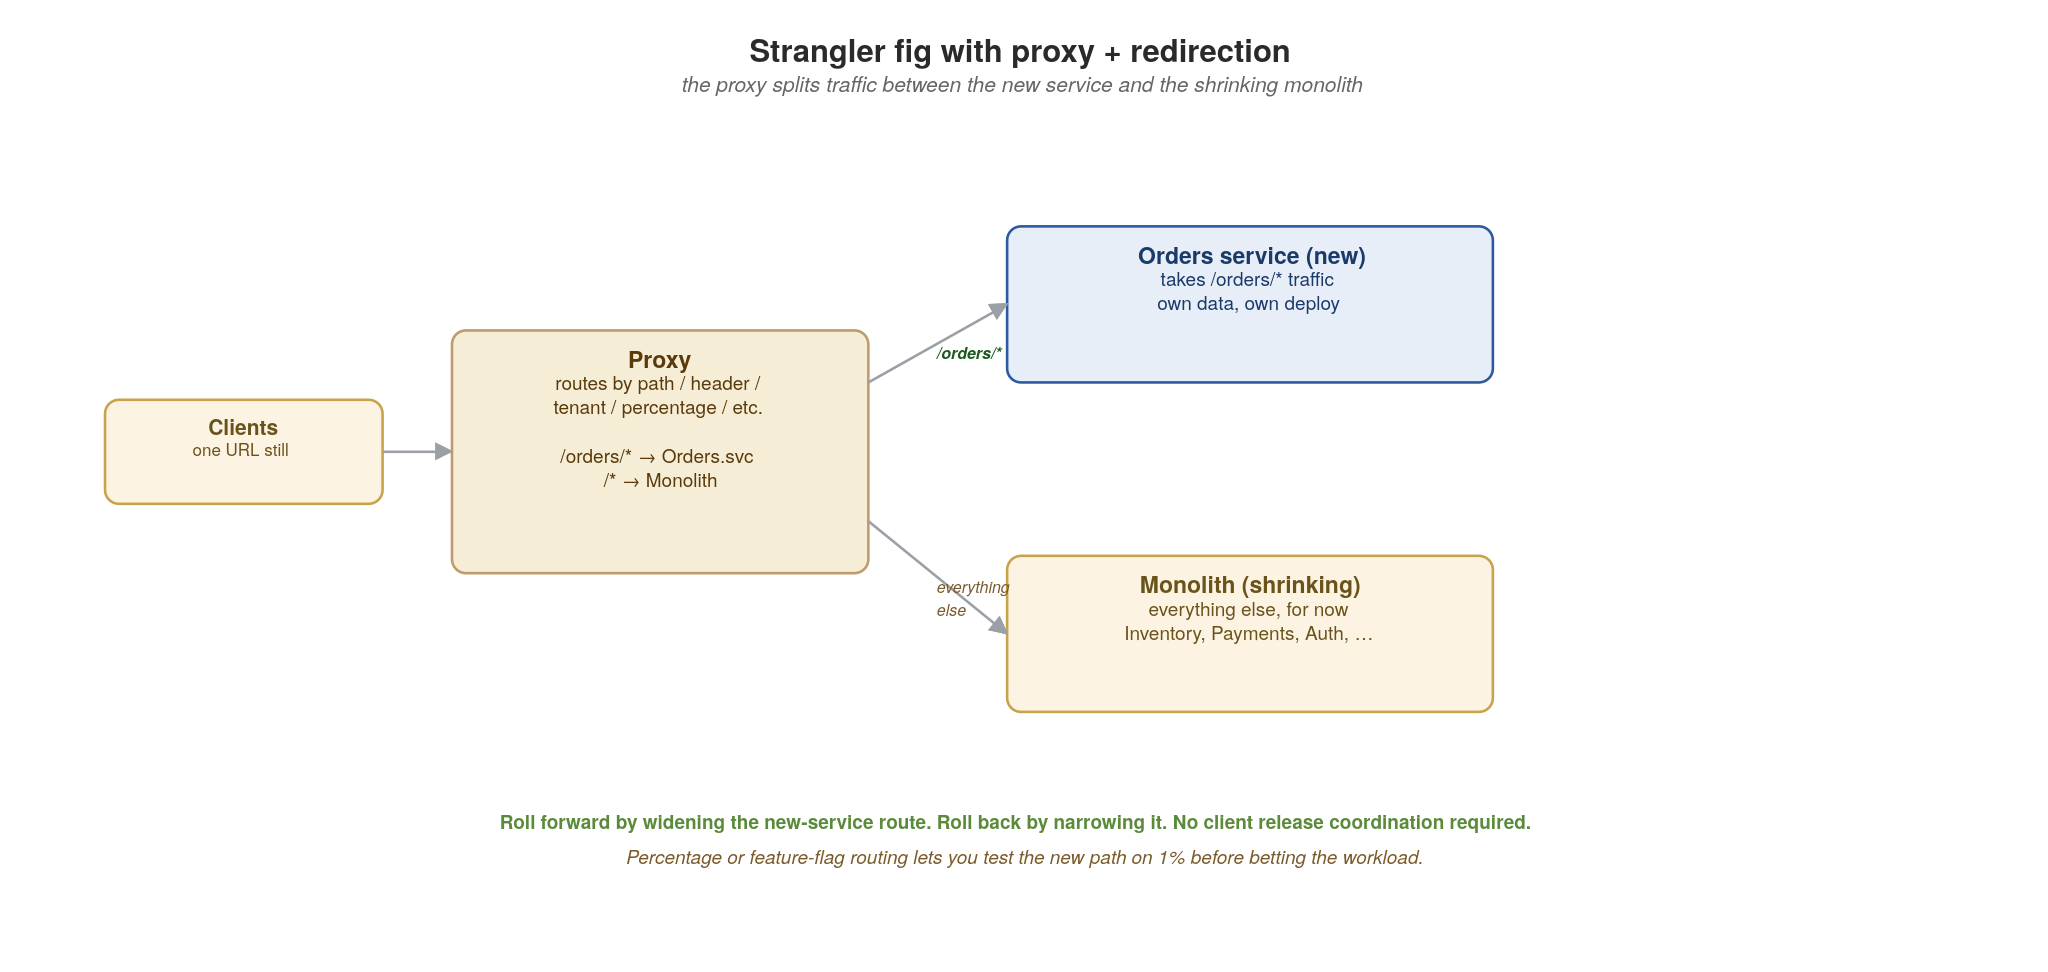 Strangler fig with proxy + redirection
the proxy splits traffic between the new service and the shrinking monolith
Clients
one URL still
Proxy
routes by path / header /
tenant / percentage / etc.
/orders/* → Orders.svc
/* → Monolith
/orders/*
everything
else
Orders service (new)
takes /orders/* traffic
own data, own deploy
Monolith (shrinking)
everything else, for now
Inventory, Payments, Auth, …
Roll forward by widening the new-service route. Roll back by narrowing it. No client release coordination required.
Percentage or feature-flag routing lets you test the new path on 1% before betting the workload.